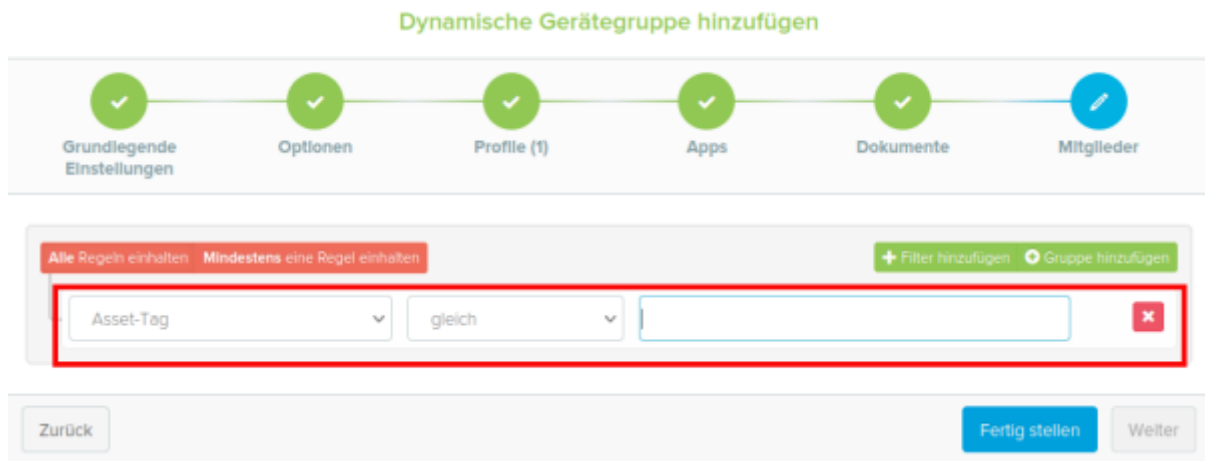 Dynamische Gerätegruppe hinzufügen
Grundlegende
Einstellungen
Optionen
Profile (1)
Apps
Dokumente
Mitglieder
Alle Regeln einhalten Mindestens eine Regel einhalten
Filter hinzufügen Gruppe hinzufügen
Asset-Tag gleich
Zurück Fertig stellen Weiter